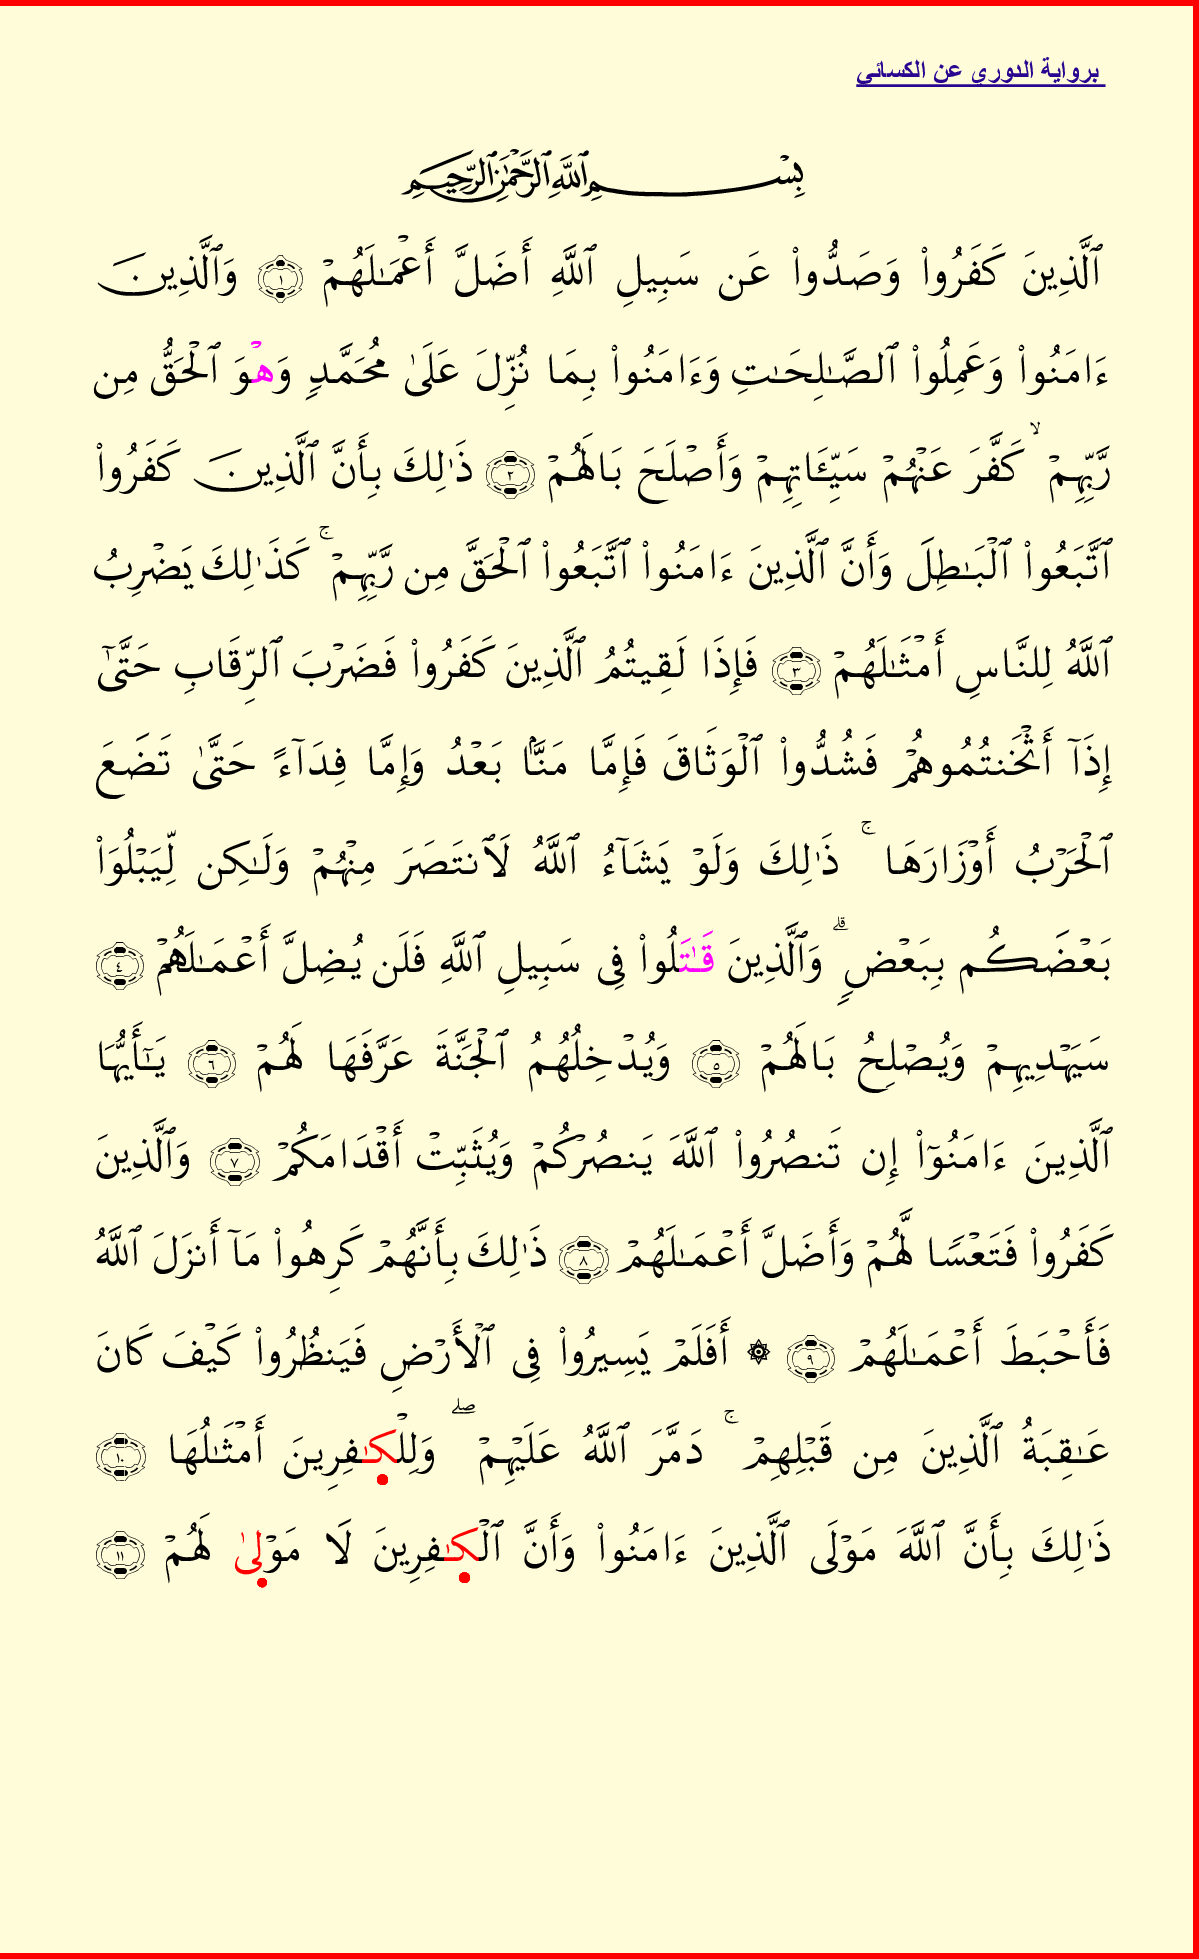 برواية الدوري عن الكسائي
بِسْمِ ٱللَّهِ ٱلرَّحْمَٰنِ ٱلرَّحِيمِ
ٱلَّذِينَ كَفَرُوا۟ وَصَدُّوا۟ عَن سَبِيلِ ٱللَّهِ أَضَلَّ أَعْمَـٰلَهُمْ ١ وَٱلَّذِينَ
ءَامَنُوا۟ وَعَمِلُوا۟ ٱلصَّـٰلِحَـٰتِ وَءَامَنُوا۟ بِمَا نُزِّلَ عَلَىٰ مُحَمَّدٍ وَهْوَ ٱلْحَقُّ مِن
رَّبِّهِمْ ۙ كَفَّرَ عَنْهُمْ سَيِّـَٔاتِهِمْ وَأَصْلَحَ بَالَهُمْ ٢ ذَٰلِكَ بِأَنَّ ٱلَّذِينَ كَفَرُوا۟
ٱتَّبَعُوا۟ ٱلْبَـٰطِلَ وَأَنَّ ٱلَّذِينَ ءَامَنُوا۟ ٱتَّبَعُوا۟ ٱلْحَقَّ مِن رَّبِّهِمْ ۚ كَذَٰلِكَ يَضْرِبُ
ٱللَّهُ لِلنَّاسِ أَمْثَـٰلَهُمْ ٣ فَإِذَا لَقِيتُمُ ٱلَّذِينَ كَفَرُوا۟ فَضَرْبَ ٱلرِّقَابِ حَتَّىٰٓ
إِذَآ أَثْخَنتُمُوهُمْ فَشُدُّوا۟ ٱلْوَثَاقَ فَإِمَّا مَنًّۢا بَعْدُ وَإِمَّا فِدَآءً حَتَّىٰ تَضَعَ
ٱلْحَرْبُ أَوْزَارَهَا ۚ ذَٰلِكَ وَلَوْ يَشَآءُ ٱللَّهُ لَٱنتَصَرَ مِنْهُمْ وَلَـٰكِن لِّيَبْلُوَا۟
بَعْضَكُم بِبَعْضٍ ۗ وَٱلَّذِينَ قَـٰتَلُوا۟ فِى سَبِيلِ ٱللَّهِ فَلَن يُضِلَّ أَعْمَـٰلَهُمْ ٤
سَيَهْدِيهِمْ وَيُصْلِحُ بَالَهُمْ ٥ وَيُدْخِلُهُمُ ٱلْجَنَّةَ عَرَّفَهَا لَهُمْ ٦ يَـٰٓأَيُّهَا
ٱلَّذِينَ ءَامَنُوٓا۟ إِن تَنصُرُوا۟ ٱللَّهَ يَنصُرْكُمْ وَيُثَبِّتْ أَقْدَامَكُمْ ٧ وَٱلَّذِينَ
كَفَرُوا۟ فَتَعْسًا لَّهُمْ وَأَضَلَّ أَعْمَـٰلَهُمْ ٨ ذَٰلِكَ بِأَنَّهُمْ كَرِهُوا۟ مَآ أَنزَلَ ٱللَّهُ
فَأَحْبَطَ أَعْمَـٰلَهُمْ ٩ ۞ أَفَلَمْ يَسِيرُوا۟ فِى ٱلْأَرْضِ فَيَنظُرُوا۟ كَيْفَ كَانَ
عَـٰقِبَةُ ٱلَّذِينَ مِن قَبْلِهِمْ ۚ دَمَّرَ ٱللَّهُ عَلَيْهِمْ ۖ وَلِلْكَـٰفِرِينَ أَمْثَـٰلُهَا ١٠
ذَٰلِكَ بِأَنَّ ٱللَّهَ مَوْلَى ٱلَّذِينَ ءَامَنُوا۟ وَأَنَّ ٱلْكَـٰفِرِينَ لَا مَوْلىٰ لَهُمْ ١١